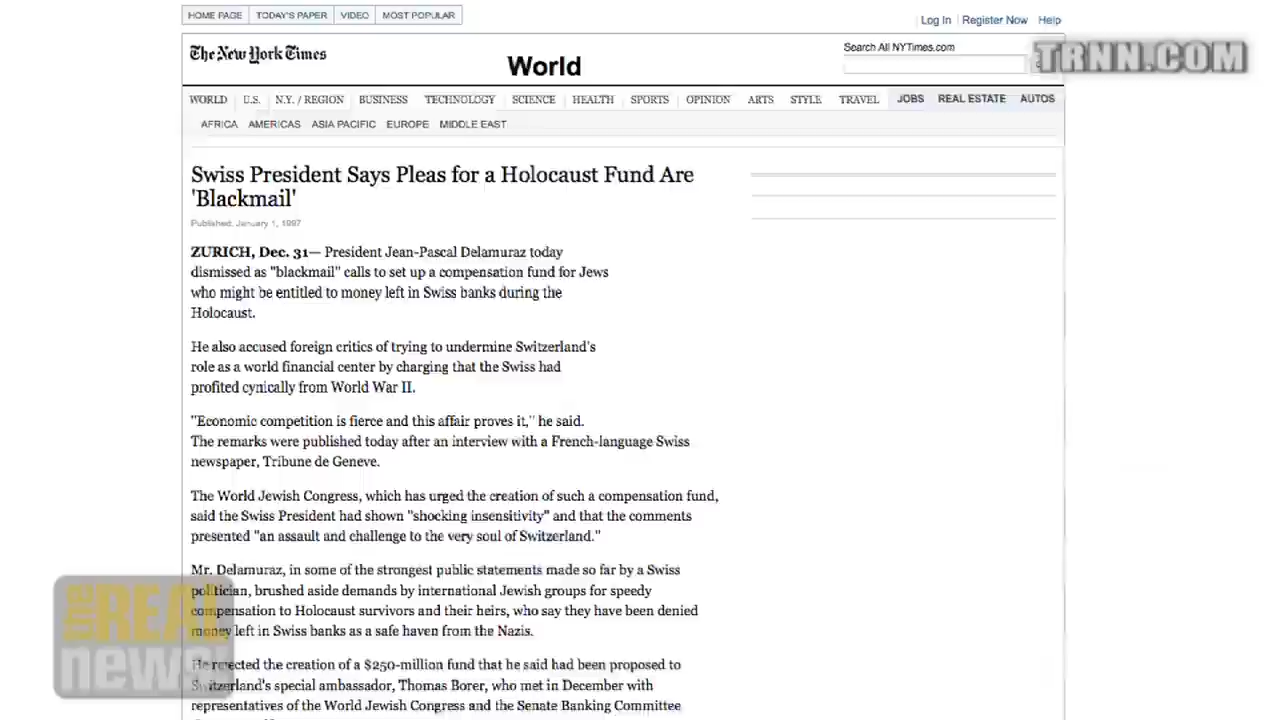 HOME PAGE TODAY'S PAPER VIDEO MOST POPULAR
Log In Register Now Help
The New York Times
World
Search All NYTimes.com
TRNN.COM
WORLD U.S. N.Y. / REGION BUSINESS TECHNOLOGY SCIENCE HEALTH SPORTS OPINION ARTS STYLE TRAVEL JOBS REAL ESTATE AUTOS
AFRICA AMERICAS ASIA PACIFIC EUROPE MIDDLE EAST
Swiss President Says Pleas for a Holocaust Fund Are
'Blackmail'
Published: January 1, 1997
ZURICH, Dec. 31— President Jean-Pascal Delamuraz today
dismissed as "blackmail" calls to set up a compensation fund for Jews
who might be entitled to money left in Swiss banks during the
Holocaust.
He also accused foreign critics of trying to undermine Switzerland's
role as a world financial center by charging that the Swiss had
profited cynically from World War II.
"Economic competition is fierce and this affair proves it," he said.
The remarks were published today after an interview with a French-language Swiss
newspaper, Tribune de Geneve.
The World Jewish Congress, which has urged the creation of such a compensation fund,
said the Swiss President had shown "shocking insensitivity" and that the comments
presented "an assault and challenge to the very soul of Switzerland."
Mr. Delamuraz, in some of the strongest public statements made so far by a Swiss
politician, brushed aside demands by international Jewish groups for speedy
compensation to Holocaust survivors and their heirs, who say they have been denied
money left in Swiss banks as a safe haven from the Nazis.
He rejected the creation of a $250-million fund that he said had been proposed to
Switzerland's special ambassador, Thomas Borer, who met in December with
representatives of the World Jewish Congress and the Senate Banking Committee
the REAL
news